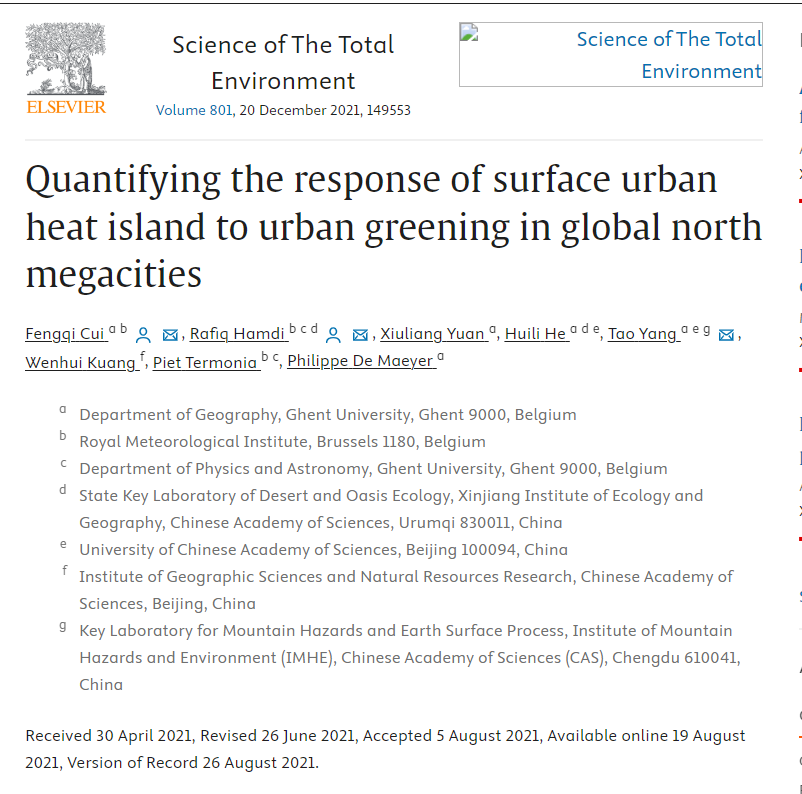 Science of The Total
Environment
Volume 801, 20 December 2021, 149553
ELSEVIER
Science of The Total
Environment
Quantifying the response of surface urban
heat island to urban greening in global north
megacities
Fengqi Cui a b, Rafiq Hamdi b c d, Xiuliang Yuan a, Huili He a d e, Tao Yang a e g,
Wenhui Kuang f, Piet Termonia b c, Philippe De Maeyer a
a Department of Geography, Ghent University, Ghent 9000, Belgium
b Royal Meteorological Institute, Brussels 1180, Belgium
c Department of Physics and Astronomy, Ghent University, Ghent 9000, Belgium
d State Key Laboratory of Desert and Oasis Ecology, Xinjiang Institute of Ecology and
Geography, Chinese Academy of Sciences, Urumqi 830011, China
e University of Chinese Academy of Sciences, Beijing 100094, China
f Institute of Geographic Sciences and Natural Resources Research, Chinese Academy of
Sciences, Beijing, China
g Key Laboratory for Mountain Hazards and Earth Surface Process, Institute of Mountain
Hazards and Environment (IMHE), Chinese Academy of Sciences (CAS), Chengdu 610041,
China
Received 30 April 2021, Revised 26 June 2021, Accepted 5 August 2021, Available online 19 August
2021, Version of Record 26 August 2021.